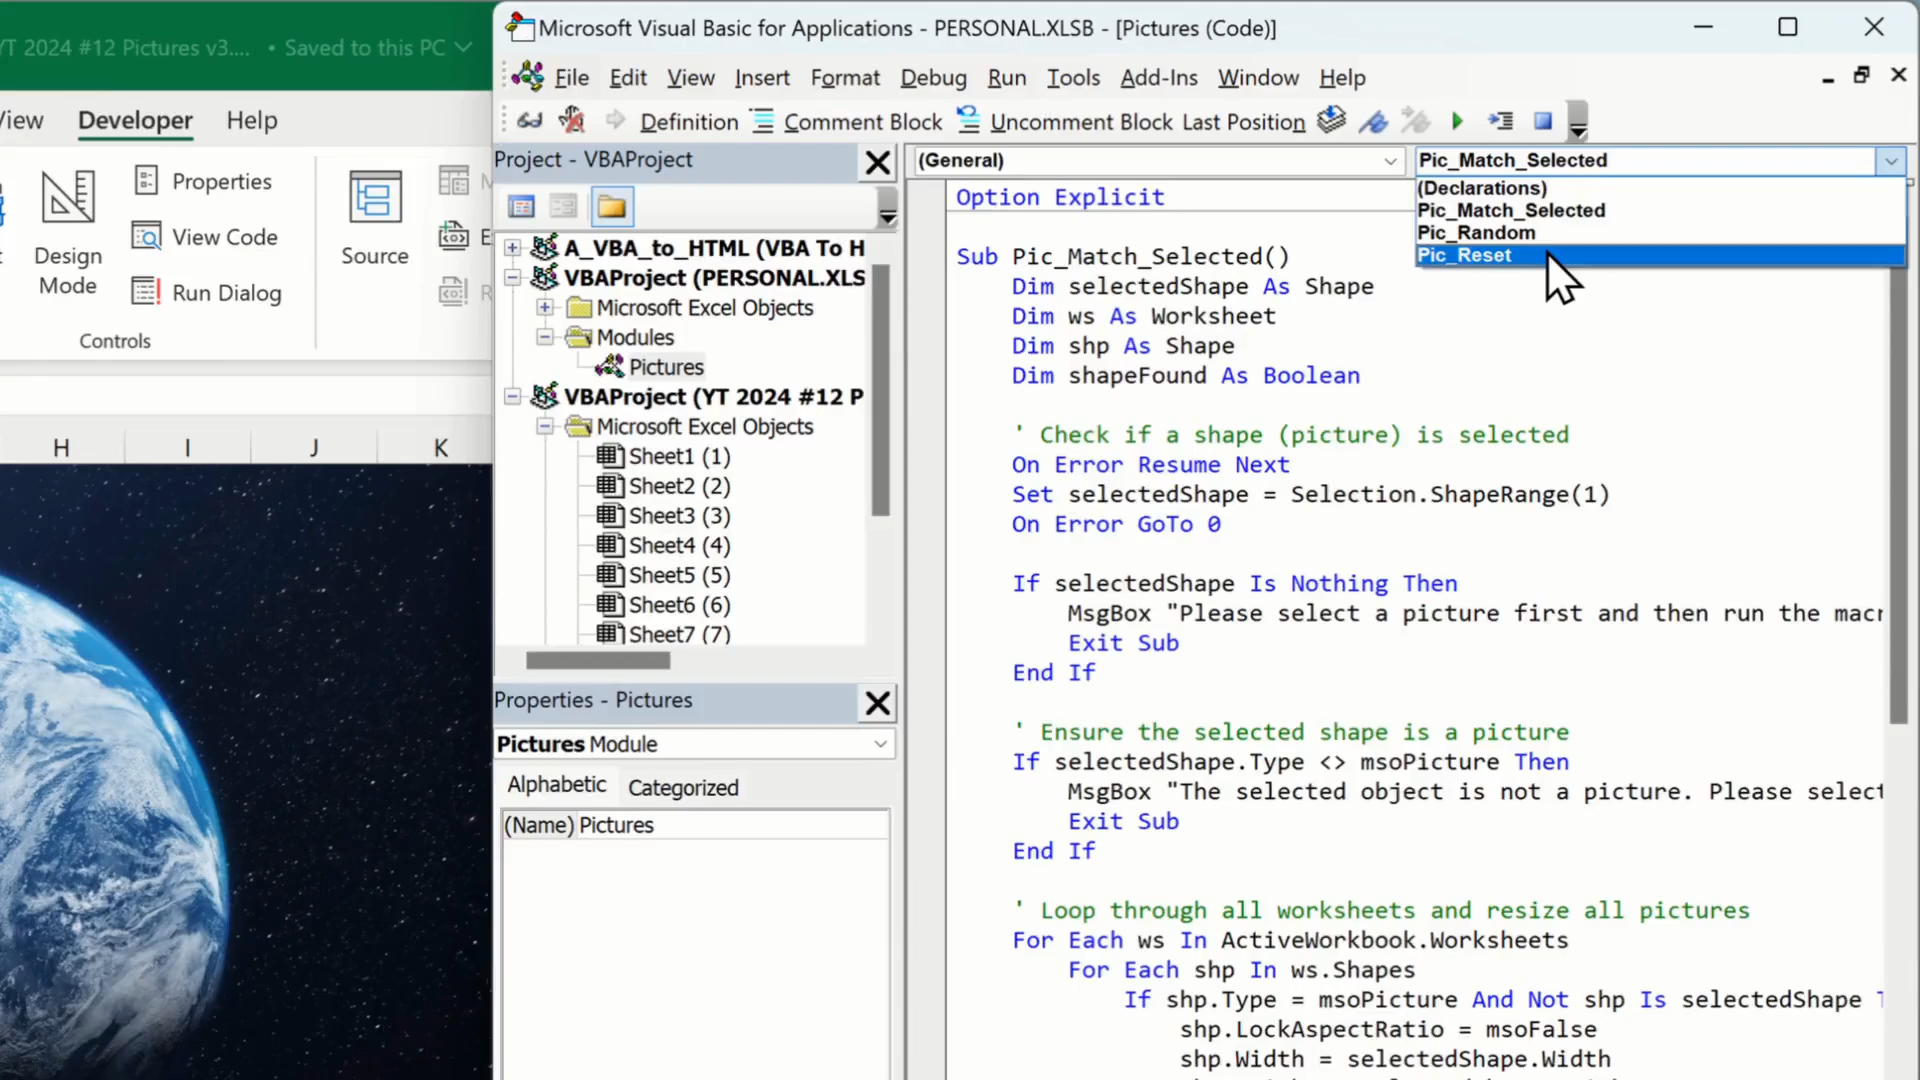 YT 2024 #12 Pictures v3.... • Saved to this PC
View Developer Help
Properties
View Code
Run Dialog
Design
Mode
Source
Controls
H I J K
Microsoft Visual Basic for Applications - PERSONAL.XLSB - [Pictures (Code)]
File Edit View Insert Format Debug Run Tools Add-Ins Window Help
Definition Comment Block Uncomment Block Last Position
Project - VBAProject
A_VBA_to_HTML (VBA To H
VBAProject (PERSONAL.XLS
Microsoft Excel Objects
Modules
Pictures
VBAProject (YT 2024 #12 P
Microsoft Excel Objects
Sheet1 (1)
Sheet2 (2)
Sheet3 (3)
Sheet4 (4)
Sheet5 (5)
Sheet6 (6)
Sheet7 (7)
Properties - Pictures
Pictures Module
Alphabetic Categorized
(Name) Pictures
(General) Pic_Match_Selected
(Declarations)
Pic_Match_Selected
Pic_Random
Pic_Reset
Option Explicit
Sub Pic_Match_Selected()
Dim selectedShape As Shape
Dim ws As Worksheet
Dim shp As Shape
Dim shapeFound As Boolean
' Check if a shape (picture) is selected
On Error Resume Next
Set selectedShape = Selection.ShapeRange(1)
On Error GoTo 0
If selectedShape Is Nothing Then
MsgBox "Please select a picture first and then run the macr
Exit Sub
End If
' Ensure the selected shape is a picture
If selectedShape.Type <> msoPicture Then
MsgBox "The selected object is not a picture. Please select
Exit Sub
End If
' Loop through all worksheets and resize all pictures
For Each ws In ActiveWorkbook.Worksheets
For Each shp In ws.Shapes
If shp.Type = msoPicture And Not shp Is selectedShape T
shp.LockAspectRatio = msoFalse
shp.Width = selectedShape.Width